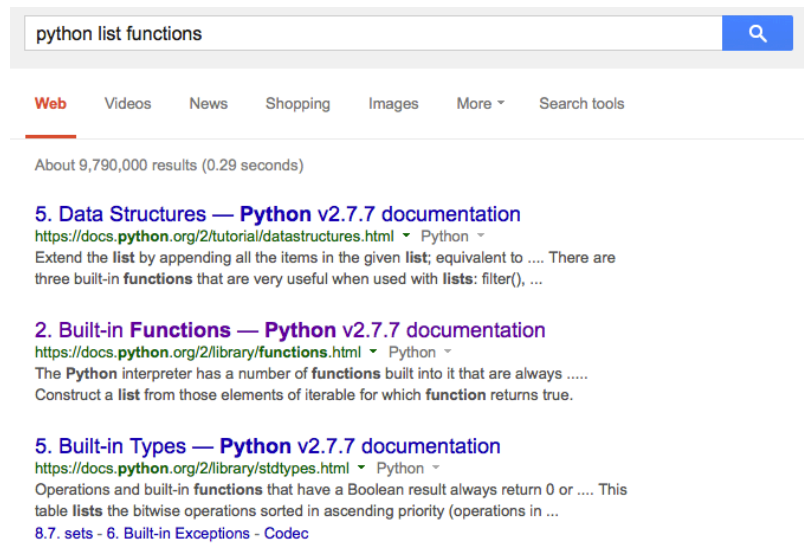 python list functions
Web Videos News Shopping Images More Search tools
About 9,790,000 results (0.29 seconds)
5. Data Structures — Python v2.7.7 documentation
https://docs.python.org/2/tutorial/datastructures.html Python
Extend the list by appending all the items in the given list; equivalent to .... There are
three built-in functions that are very useful when used with lists: filter(), ...
2. Built-in Functions — Python v2.7.7 documentation
https://docs.python.org/2/library/functions.html Python
The Python interpreter has a number of functions built into it that are always .....
Construct a list from those elements of iterable for which function returns true.
5. Built-in Types — Python v2.7.7 documentation
https://docs.python.org/2/library/stdtypes.html Python
Operations and built-in functions that have a Boolean result always return 0 or .... This
table lists the bitwise operations sorted in ascending priority (operations in ...
8.7. sets - 6. Built-in Exceptions - Codec